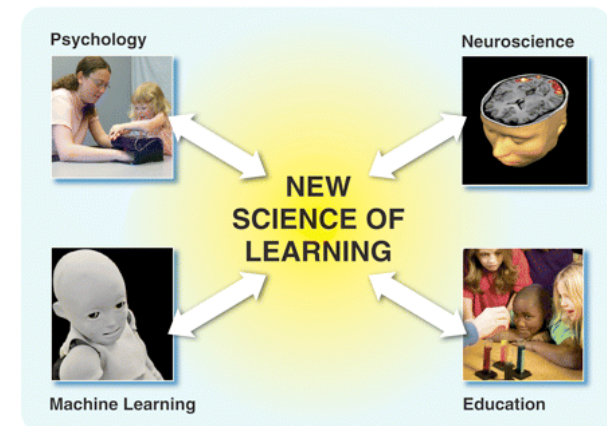 Psychology
Neuroscience
NEW
SCIENCE OF
LEARNING
Machine Learning
Education